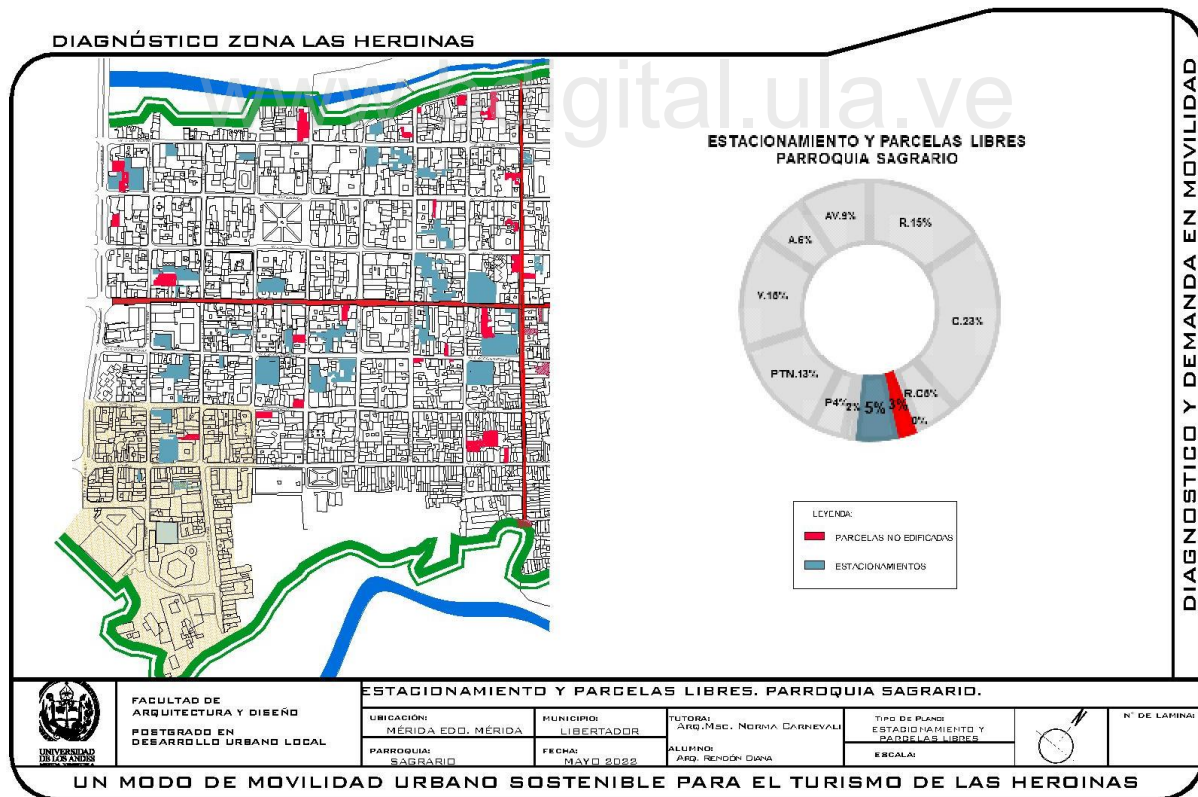 DIAGNÓSTICO ZONA LAS HEROINAS
www.bdigital.ula.ve
ESTACIONAMIENTO Y PARCELAS LIBRES
PARROQUIA SAGRARIO
AV.9%
R.15%
A.6%
C.23%
PTN.13%
R.C6%
P4%
2%
5%
3%
0%
LEYENDA:
PARCELAS NO EDIFICADAS
ESTACIONAMIENTOS
DIAGNOSTICO Y DEMANDA EN MOVILIDAD
UNIVERSIDAD
DE LOS ANDES
FACULTAD DE
ARQUITECTURA Y DISEÑO
POSTGRADO EN
DESARROLLO URBANO LOCAL
ESTACIONAMIENTO Y PARCELAS LIBRES. PARROQUIA SAGRARIO.
UBICACIÓN:
MÉRIDA EDO. MÉRIDA
MUNICIPIO:
LIBERTADOR
PARROQUIA:
SAGRARIO
FECHA:
MAYO 2022
TUTORA:
ARQ.MSC. NORMA CARNEVALI
ALUMNO:
ARQ. RENDÓN DIANA
TIPO DE PLANO:
ESTACIONAMIENTO Y
PARCELAS LIBRES
ESCALA:
N
N° DE LAMINA:
UN MODO DE MOVILIDAD URBANO SOSTENIBLE PARA EL TURISMO DE LAS HEROINAS